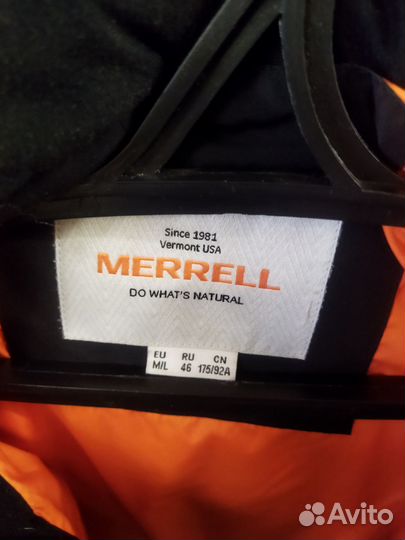 Since 1981
Vermont USA
MERRELL
DO WHAT'S NATURAL
EU RU CN
M/L 46 175/92A
Avito